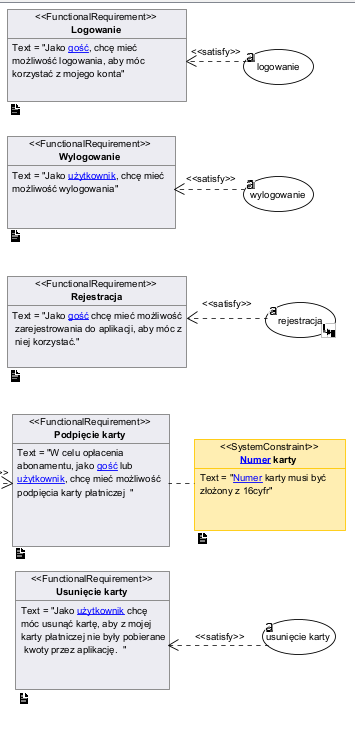 <<FunctionalRequirement>>
Logowanie
Text = "Jako gość, chcę mieć
możliwość logowania, aby móc
korzystać z mojego konta"
<<satisfy>>
a
logowanie
<<FunctionalRequirement>>
Wylogowanie
Text = "Jako użytkownik, chcę mieć
możliwość wylogowania"
<<satisfy>>
a
wylogowanie
<<FunctionalRequirement>>
Rejestracja
Text = "Jako gość chcę mieć możliwość
zarejestrowania do aplikacji, aby móc z
niej korzystać."
<<satisfy>>
a
rejestracja
<<FunctionalRequirement>>
Podpięcie karty
Text = "W celu opłacenia
abonamentu, jako gość lub
użytkownik, chcę mieć możliwość
podpięcia karty płatniczej "
>>
<<SystemConstraint>>
Numer karty
Text = "Numer karty musi być
złożony z 16cyfr"
<<FunctionalRequirement>>
Usunięcie karty
Text = "Jako użytkownik chcę
móc usunąć kartę, aby z mojej
karty płatniczej nie były pobierane
kwoty przez aplikację. "
<<satisfy>>
a
usunięcie karty